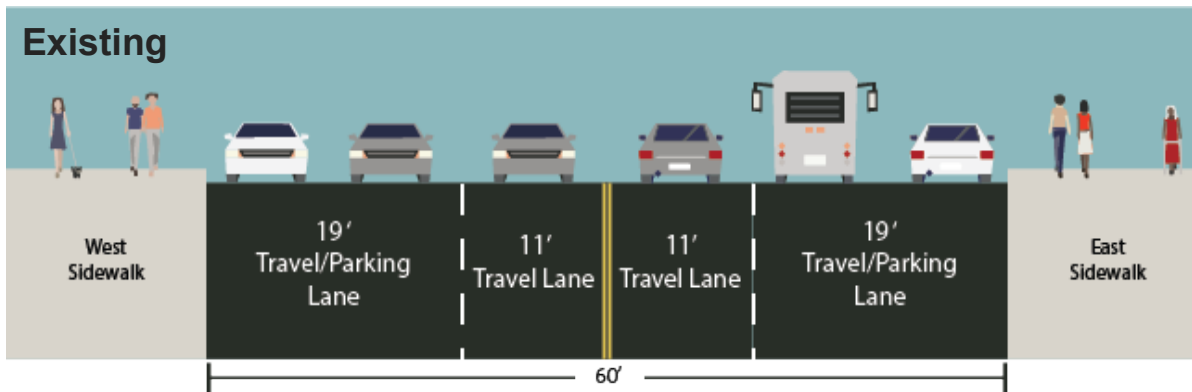 Existing
West
Sidewalk
19'
Travel/Parking
Lane
11'
Travel Lane
11'
Travel Lane
19'
Travel/Parking
Lane
East
Sidewalk
60'